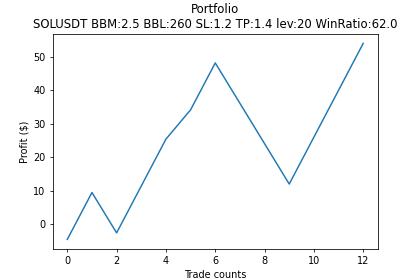 Portfolio
SOLUSDT BBM:2.5 BBL:260 SL:1.2 TP:1.4 lev:20 WinRatio:62.0
Profit ($)
50
40
30
20
10
0
0 2 4 6 8 10 12
Trade counts